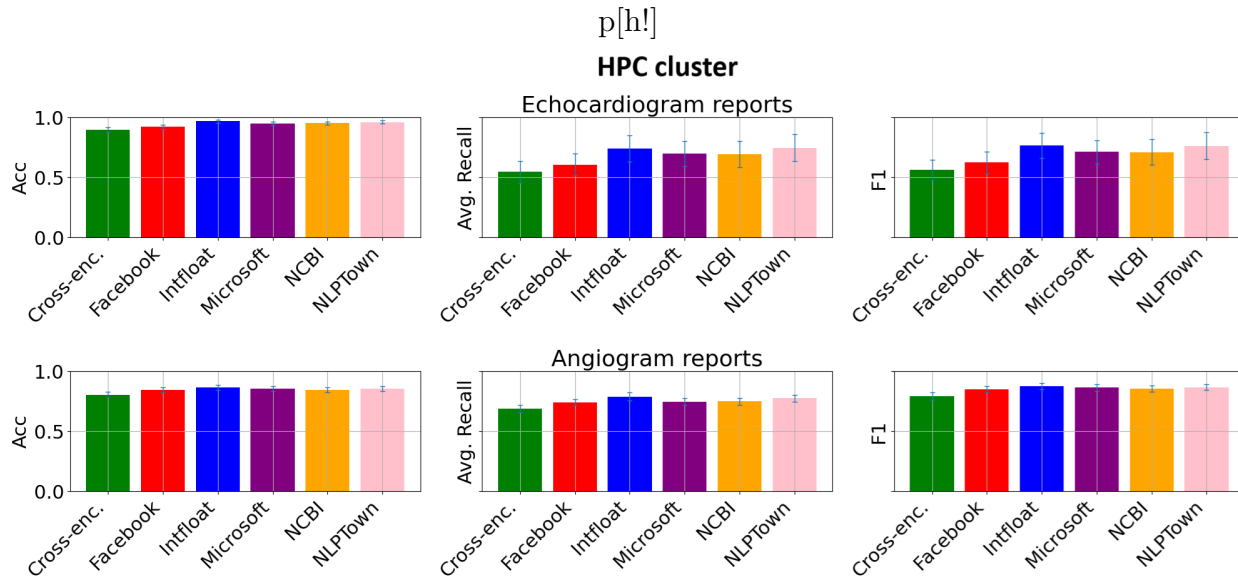 p[h!]
HPC cluster
Echocardiogram reports
Acc
1.0
0.5
0.0
Cross-enc.
Facebook
Intfloat
Microsoft
NCBI
NLPTown
Avg. Recall
Cross-enc.
Facebook
Intfloat
Microsoft
NCBI
NLPTown
F1
Cross-enc.
Facebook
Intfloat
Microsoft
NCBI
NLPTown
Angiogram reports
Acc
1.0
0.5
0.0
Cross-enc.
Facebook
Intfloat
Microsoft
NCBI
NLPTown
Avg. Recall
Cross-enc.
Facebook
Intfloat
Microsoft
NCBI
NLPTown
F1
Cross-enc.
Facebook
Intfloat
Microsoft
NCBI
NLPTown